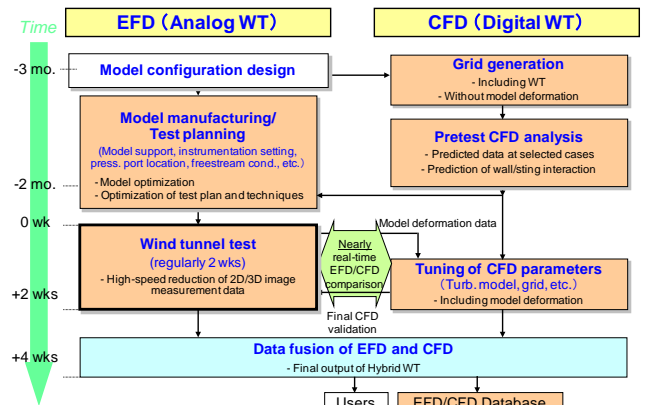 Time
EFD (Analog WT)
CFD (Digital WT)
-3 mo.
Model configuration design
Grid generation
- Including WT
- Without model deformation
Model manufacturing/
Test planning
(Model support, instrumentation setting,
press. port location, freestream cond., etc.)
- Model optimization
- Optimization of test plan and techniques
Pretest CFD analysis
- Predicted data at selected cases
- Prediction of wall/sting interaction
-2 mo.
0 wk
Model deformation data
Wind tunnel test
(regularly 2 wks)
- High-speed reduction of 2D/3D image
measurement data
Nearly
real-time
EFD/CFD
comparison
Tuning of CFD parameters
(Turb. model, grid, etc.)
- Including model deformation
+2 wks
Final CFD
validation
Data fusion of EFD and CFD
- Final output of Hybrid WT
+4 wks
Users
EFD/CFD Database